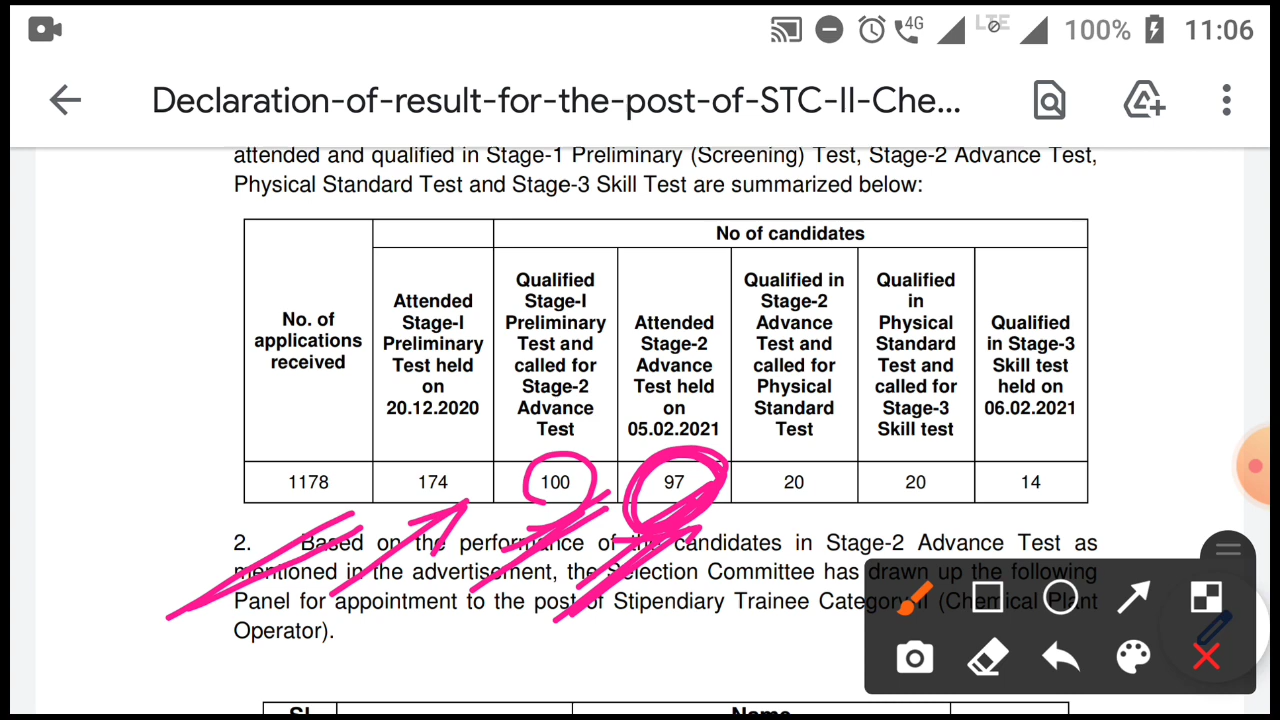 4G LTE 100% 11:06
Declaration-of-result-for-the-post-of-STC-II-Che...
attended and qualified in Stage-1 Preliminary (Screening) Test, Stage-2 Advance Test,
Physical Standard Test and Stage-3 Skill Test are summarized below:
No of candidates
No. of
applications
received
Attended
Stage-I
Preliminary
Test held
on
20.12.2020
Qualified
Stage-I
Preliminary
Test and
called for
Stage-2
Advance
Test
Attended
Stage-2
Advance
Test held
on
05.02.2021
Qualified in
Stage-2
Advance
Test and
called for
Physical
Standard
Test
Qualified
in
Physical
Standard
Test and
called for
Stage-3
Skill test
Qualified
in Stage-3
Skill test
held on
06.02.2021
1178 174 100 97 20 20 14
2. Based on the performance of the candidates in Stage-2 Advance Test as
mentioned in the advertisement, the Selection Committee has drawn up the following
Panel for appointment to the post of Stipendiary Trainee Category II (Chemical Plant
Operator).
Sl Name